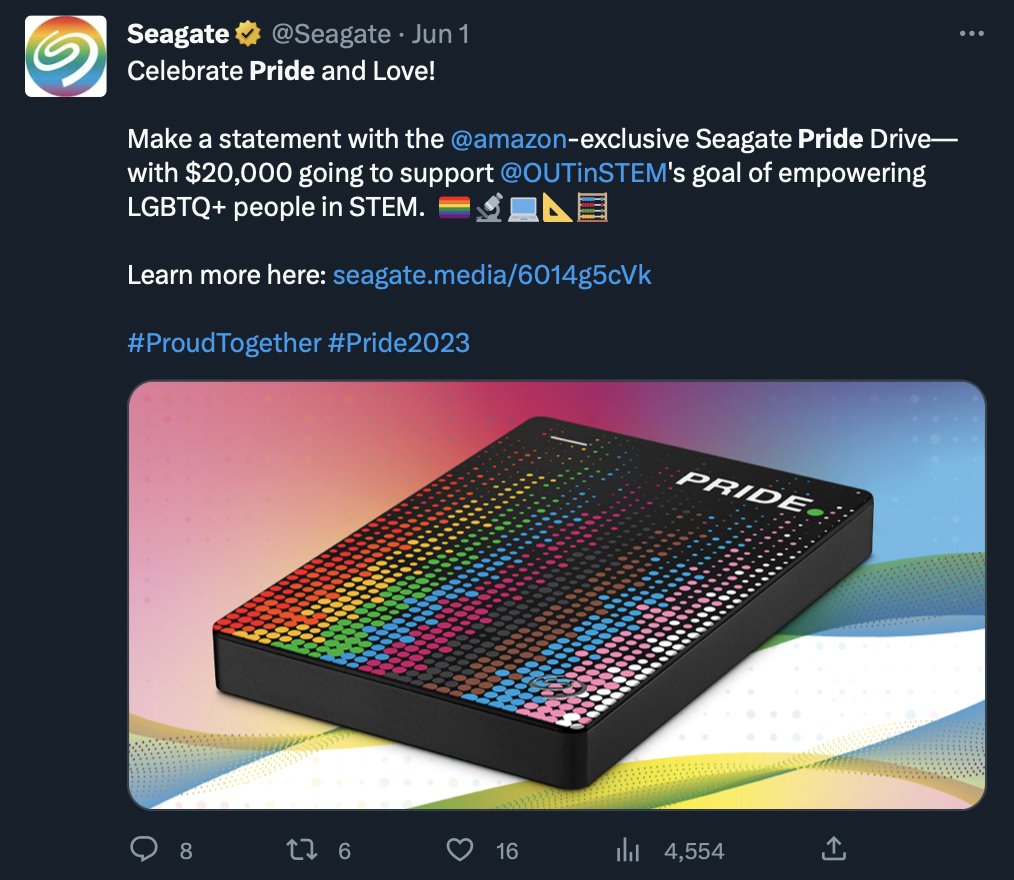 Seagate @Seagate · Jun 1
Celebrate Pride and Love!
Make a statement with the @amazon-exclusive Seagate Pride Drive—
with $20,000 going to support @OUTinSTEM's goal of empowering
LGBTQ+ people in STEM. 🏳️‍🌈🔬💻📐🧮
Learn more here: seagate.media/6014g5cVk
#ProudTogether #Pride2023
PRIDE
8 6 16 4,554